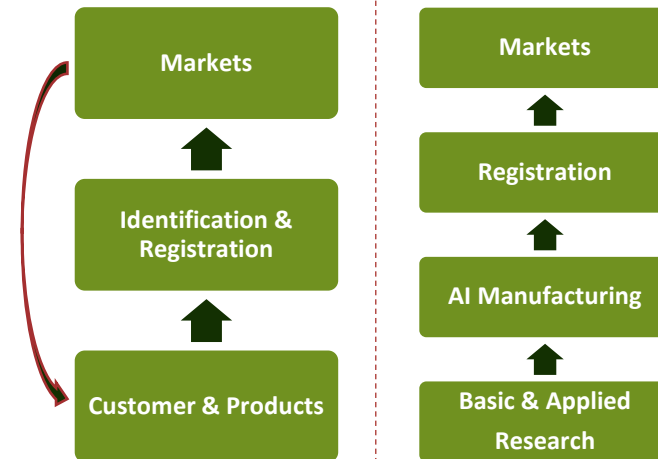 Markets
Identification &
Registration
Customer & Products
Markets
Registration
AI Manufacturing
Basic & Applied
Research